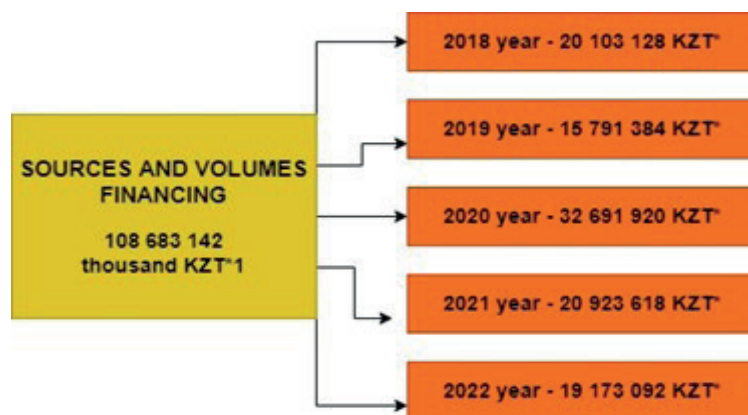 SOURCES AND VOLUMES
FINANCING
108 683 142
thousand KZT*1
2018 year - 20 103 128 KZT*
2019 year - 15 791 384 KZT*
2020 year - 32 691 920 KZT*
2021 year - 20 923 618 KZT*
2022 year - 19 173 092 KZT*